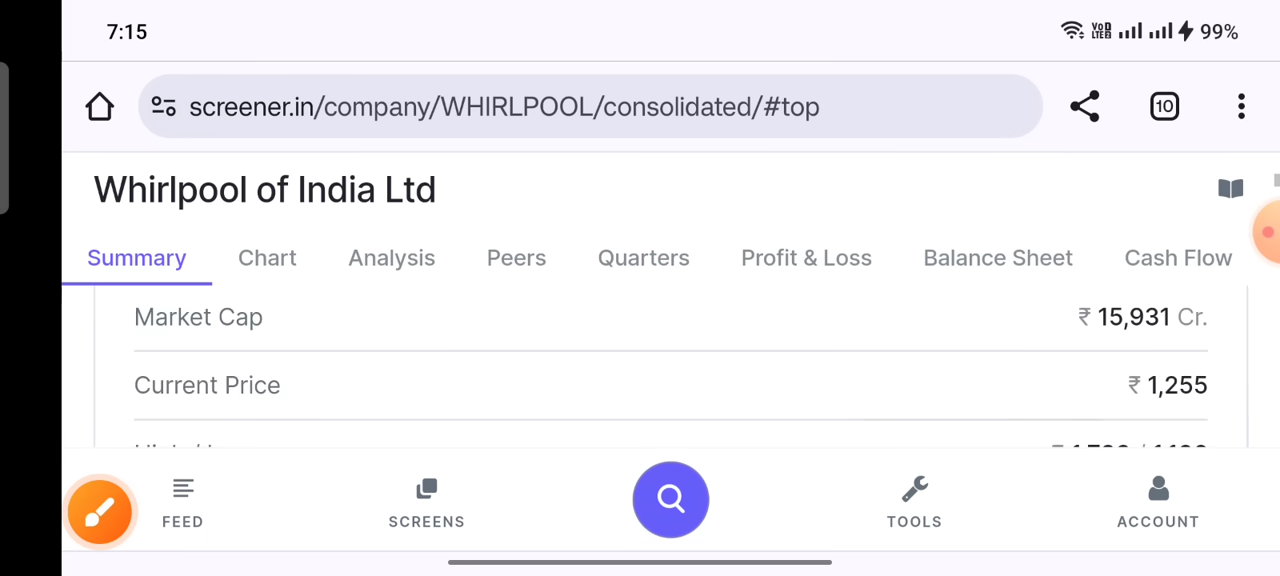 7:15
VoD LTE2 99%
screener.in/company/WHIRLPOOL/consolidated/#top
10
Whirlpool of India Ltd
Summary Chart Analysis Peers Quarters Profit & Loss Balance Sheet Cash Flow
Market Cap ₹ 15,931 Cr.
Current Price ₹ 1,255
FEED SCREENS TOOLS ACCOUNT